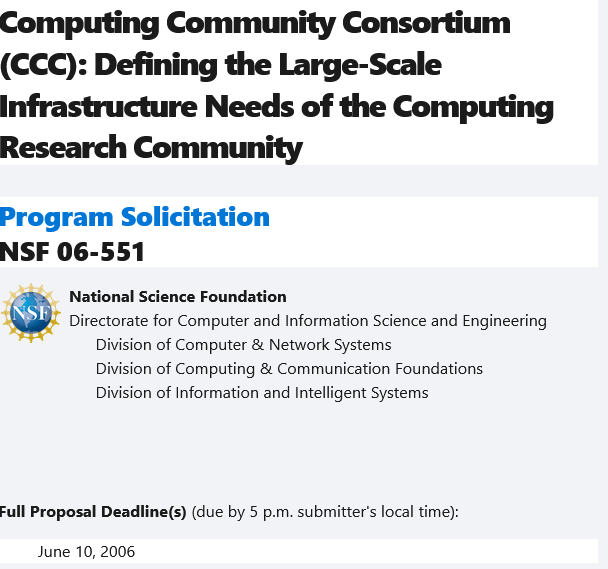 Computing Community Consortium
(CCC): Defining the Large-Scale
Infrastructure Needs of the Computing
Research Community
Program Solicitation
NSF 06-551
NSF
National Science Foundation
Directorate for Computer and Information Science and Engineering
Division of Computer & Network Systems
Division of Computing & Communication Foundations
Division of Information and Intelligent Systems
Full Proposal Deadline(s) (due by 5 p.m. submitter's local time):
June 10, 2006